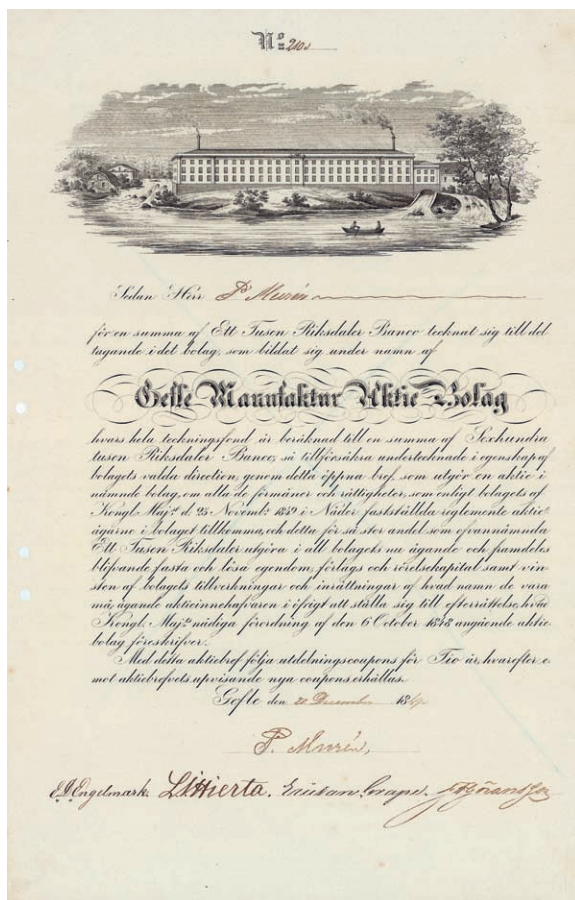 No 210
Sedan Herr P. Murén
för en summa af Ett Tusen Riksdaler Banco tecknat sig till del
tagande i det bolag, som bildat sig under namn af
Gefle Manufaktur Aktie Bolag
hvars hela teckningsfond är beräknad till en summa af Sexhundra
tusen Riksdaler Banco, så tillförsäkra undertecknade i egenskap af
bolagets valda direction, genom detta öppna bref, som utgör en aktie i
nämnde bolag, om alla de förmåner och rättigheter, som enligt bolagets af
Kongl. Maj:t d. 23 Novemb: 1849 i Nåder fastställda reglemente aktie-
ägarne i bolaget tillkomma, och detta för så stor andel som ofvannämnda
Ett Tusen Riksdaler utgöra i all bolagets nu ägande och framdeles
blifvande fasta och lösa egendom, förlags och rörelsekapital samt vin-
sten af bolagets tillverkningar och inrättningar af hvad namn de vara
må, ägande aktieinnehafvaren i öfrigt att ställa sig till efterrättelse, hvad
Kongl. Maj:ts nådiga förordning af den 6 October 1848 angående aktie-
bolag föreskrifver.
Med detta aktiebref följa utdelningscoupons för Tio år, hvarefter e-
mot aktiebrefvets uppvisande nya coupons erhållas.
Gefle den 20 December 18
P. Murén,
E. D. Engelmark. L J Hierta. Ericsson Grape. Göransson